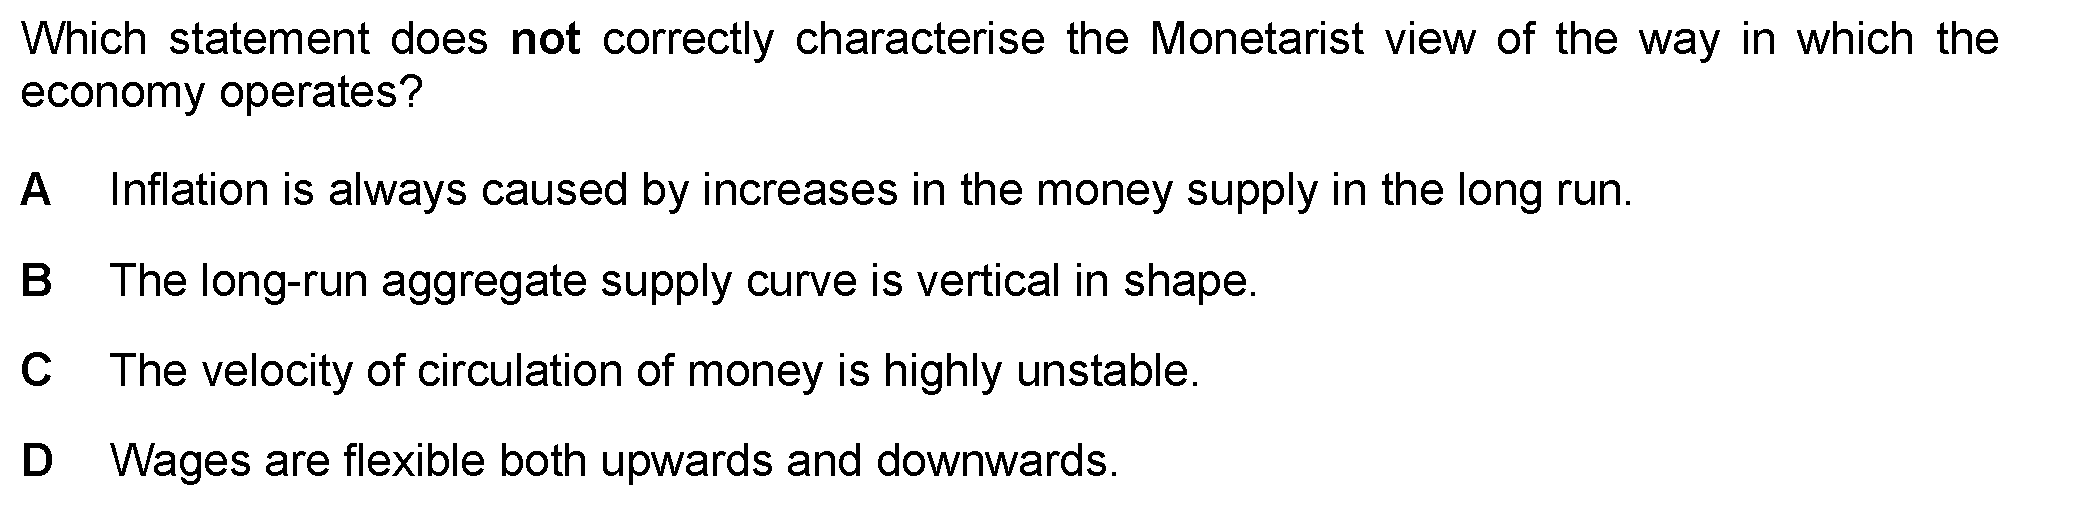 Which statement does not correctly characterise the Monetarist view of the way in which the
economy operates?
A Inflation is always caused by increases in the money supply in the long run.
B The long-run aggregate supply curve is vertical in shape.
C The velocity of circulation of money is highly unstable.
D Wages are flexible both upwards and downwards.